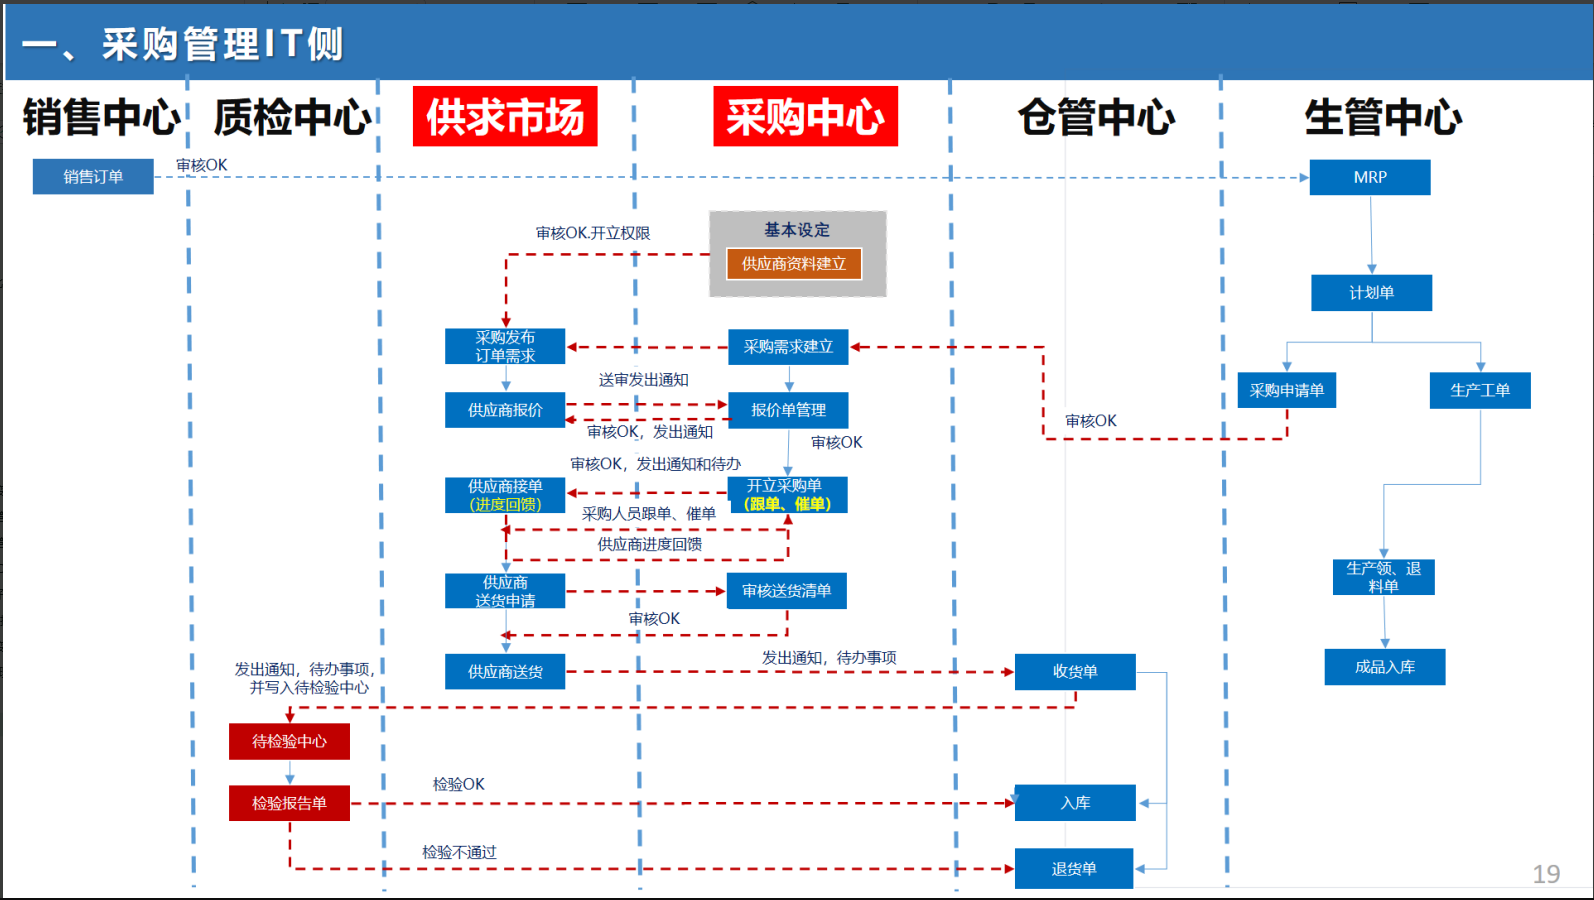 一、采购管理IT侧
销售中心
质检中心
供求市场
采购中心
仓管中心
生管中心
销售订单
审核OK
MRP
基本设定
供应商资料建立
审核OK.开立权限
计划单
采购发布
订单需求
采购需求建立
采购申请单
生产工单
送审发出通知
供应商报价
报价单管理
审核OK
审核OK，发出通知
审核OK
审核OK，发出通知和待办
供应商接单
（进度回馈）
开立采购单
（跟单、催单）
采购人员跟单、催单
供应商进度回馈
供应商
送货申请
审核送货清单
生产领、退
料单
审核OK
供应商送货
发出通知，待办事项
收货单
成品入库
发出通知，待办事项，
并写入待检验中心
待检验中心
检验报告单
检验OK
入库
检验不通过
退货单
19